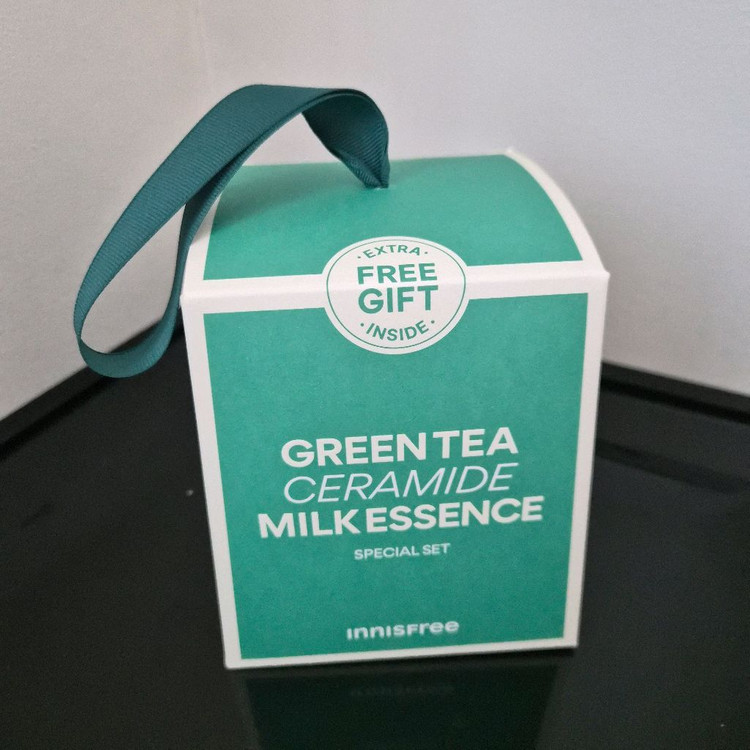 ·EXTRA·
FREE
GIFT
·INSIDE·
GREEN TEA
CERAMIDE
MILK ESSENCE
SPECIAL SET
innisfree